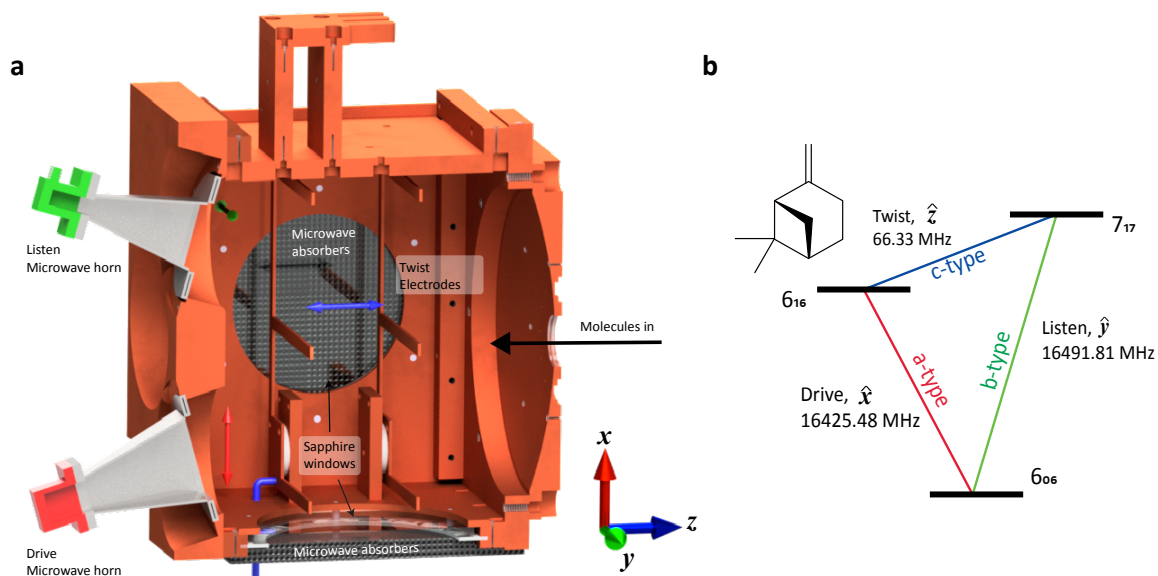 a
Listen
Microwave horn
Microwave
absorbers
Twist
Electrodes
Molecules in
Sapphire
windows
Drive
Microwave horn
Microwave absorbers
x
z
y
b
Twist, ẑ
66.33 MHz
7₁₇
c-type
6₁₆
Listen, ŷ
16491.81 MHz
a-type
b-type
Drive, x̂
16425.48 MHz
6₀₆